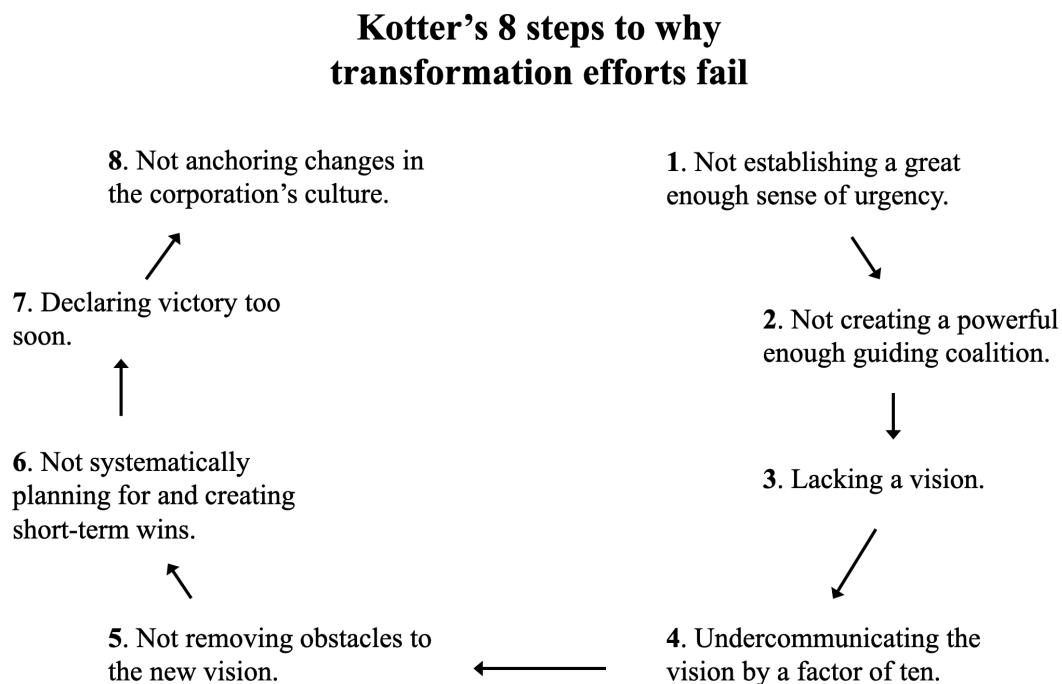 Kotter’s 8 steps to why
transformation efforts fail
1. Not establishing a great
enough sense of urgency.
2. Not creating a powerful
enough guiding coalition.
3. Lacking a vision.
4. Undercommunicating the
vision by a factor of ten.
5. Not removing obstacles to
the new vision.
6. Not systematically
planning for and creating
short-term wins.
7. Declaring victory too
soon.
8. Not anchoring changes in
the corporation’s culture.